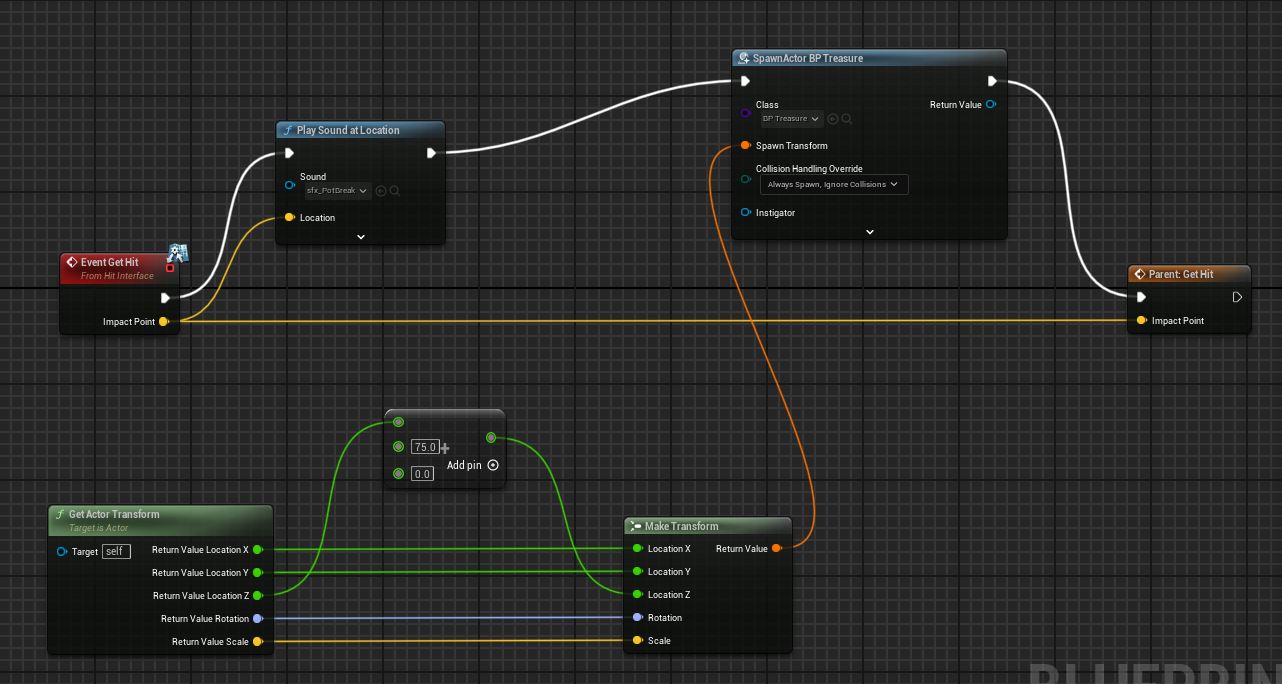 SpawnActor BP Treasure
Class
BP Treasure
Return Value
Spawn Transform
Collision Handling Override
Always Spawn, Ignore Collisions
Instigator
Play Sound at Location
Sound
sfx_PotBreak
Location
Event Get Hit
From Hit Interface
Impact Point
Parent: Get Hit
Impact Point
75.0
Add pin
0.0
Get Actor Transform
Target is Actor
Target self
Return Value Location X
Return Value Location Y
Return Value Location Z
Return Value Rotation
Return Value Scale
Make Transform
Location X Return Value
Location Y
Location Z
Rotation
Scale